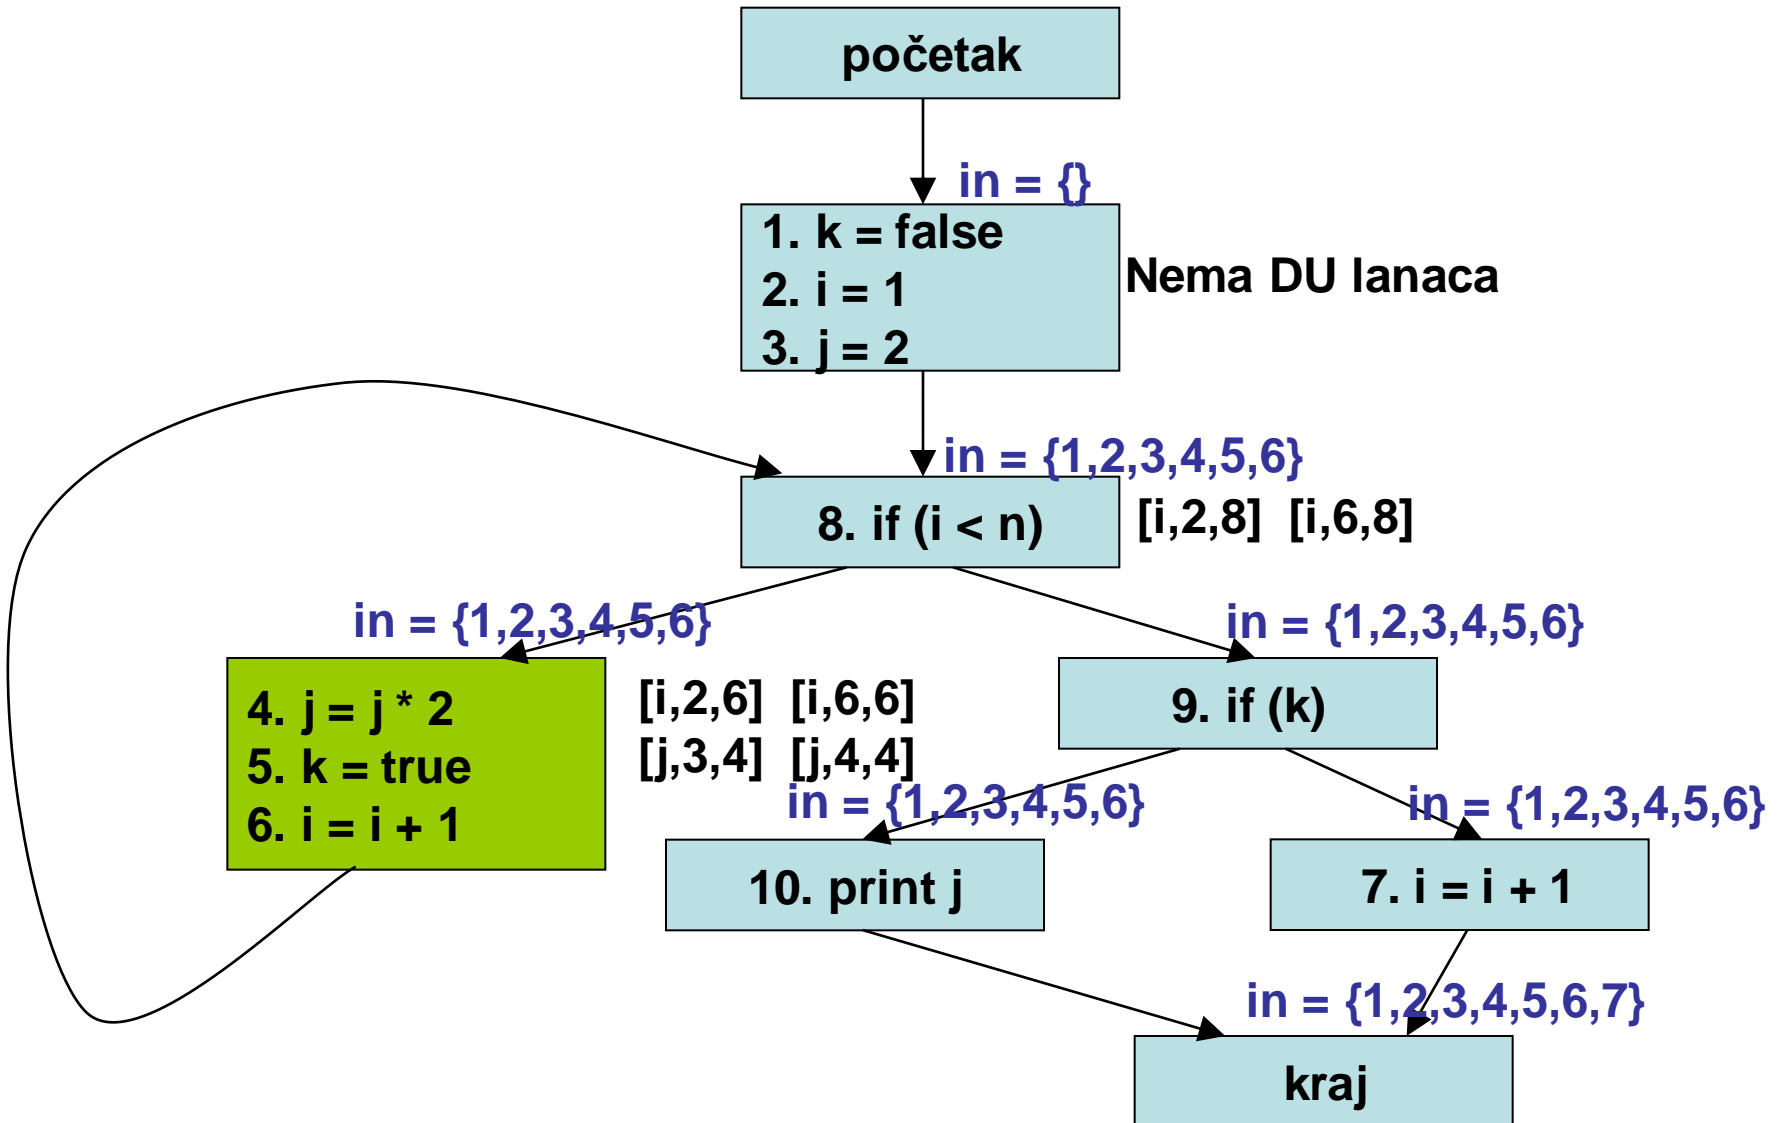 početak
in = {}
1. k = false
2. i = 1
3. j = 2
Nema DU lanaca
in = {1,2,3,4,5,6}
8. if (i < n)
[i,2,8] [i,6,8]
in = {1,2,3,4,5,6}
in = {1,2,3,4,5,6}
4. j = j * 2
5. k = true
6. i = i + 1
[i,2,6] [i,6,6]
[j,3,4] [j,4,4]
9. if (k)
in = {1,2,3,4,5,6}
in = {1,2,3,4,5,6}
10. print j
7. i = i + 1
in = {1,2,3,4,5,6,7}
kraj